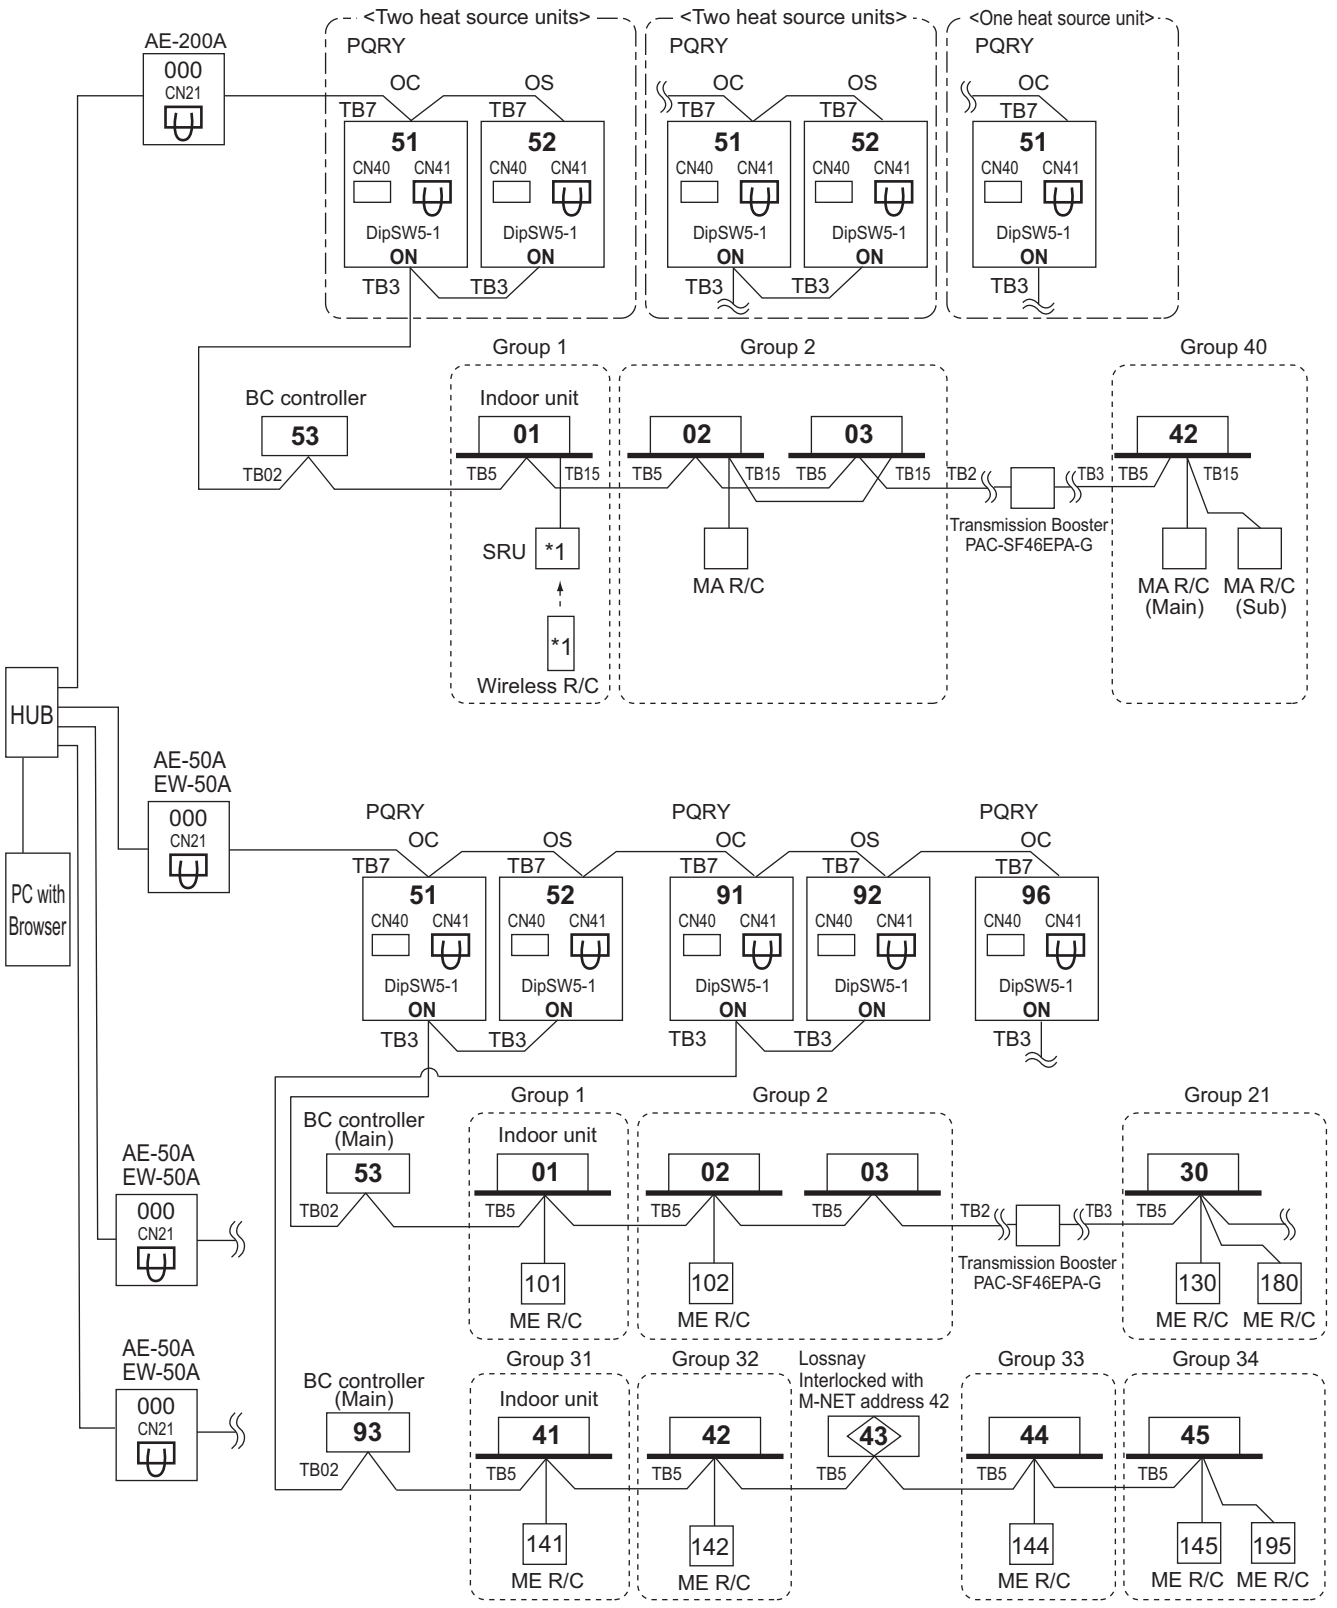 <Two heat source units>
<Two heat source units>
<One heat source unit>
AE-200A
000
CN21
PQRY
OC
OS
TB7
TB7
51
52
CN40
CN41
CN40
CN41
DipSW5-1
DipSW5-1
ON
ON
TB3
TB3
PQRY
OC
OS
TB7
TB7
51
52
CN40
CN41
CN40
CN41
DipSW5-1
DipSW5-1
ON
ON
TB3
TB3
PQRY
OC
TB7
51
CN40
CN41
DipSW5-1
ON
TB3
Group 1
Group 2
Group 40
BC controller
53
TB02
Indoor unit
01
TB5
TB15
SRU
*1
*1
Wireless R/C
02
TB5
TB15
MA R/C
03
TB5
TB15
TB2
Transmission Booster
PAC-SF46EPA-G
TB3
42
TB5
TB15
MA R/C
(Main)
MA R/C
(Sub)
HUB
PC with
Browser
AE-50A
EW-50A
000
CN21
PQRY
OC
OS
TB7
TB7
51
52
CN40
CN41
CN40
CN41
DipSW5-1
DipSW5-1
ON
ON
TB3
TB3
PQRY
OC
OS
TB7
TB7
91
92
CN40
CN41
CN40
CN41
DipSW5-1
DipSW5-1
ON
ON
TB3
TB3
PQRY
OC
TB7
96
CN40
CN41
DipSW5-1
ON
TB3
Group 1
Group 2
Group 21
BC controller
(Main)
53
TB02
Indoor unit
01
TB5
101
ME R/C
02
TB5
102
ME R/C
03
TB5
TB2
Transmission Booster
PAC-SF46EPA-G
TB3
30
TB5
130
ME R/C
180
ME R/C
AE-50A
EW-50A
000
CN21
AE-50A
EW-50A
000
CN21
Group 31
Group 32
Lossnay
Interlocked with
M-NET address 42
Group 33
Group 34
BC controller
(Main)
93
TB02
Indoor unit
41
TB5
141
ME R/C
42
TB5
142
ME R/C
43
TB5
44
TB5
144
ME R/C
45
TB5
145
ME R/C
195
ME R/C